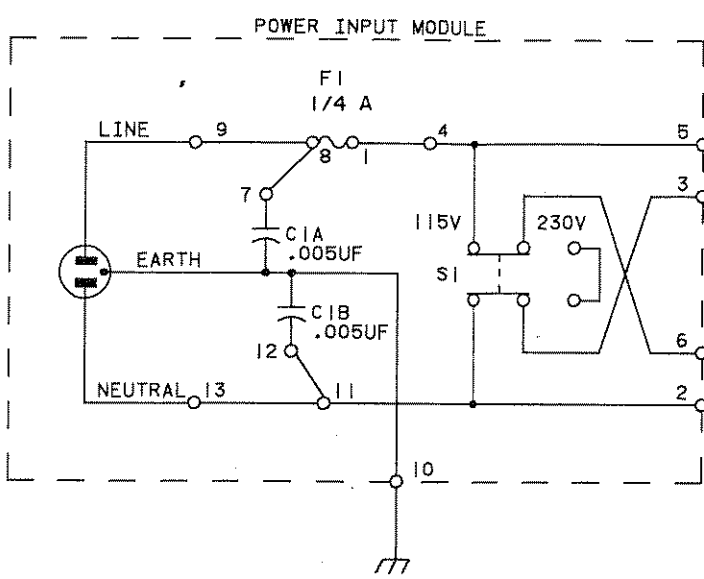 POWER INPUT MODULE
F1
1/4 A
LINE 9 8 1 4 5
7 3
C1A
.005UF
115V 230V
EARTH
S1
C1B
.005UF
12 6
NEUTRAL 13 11 2
10